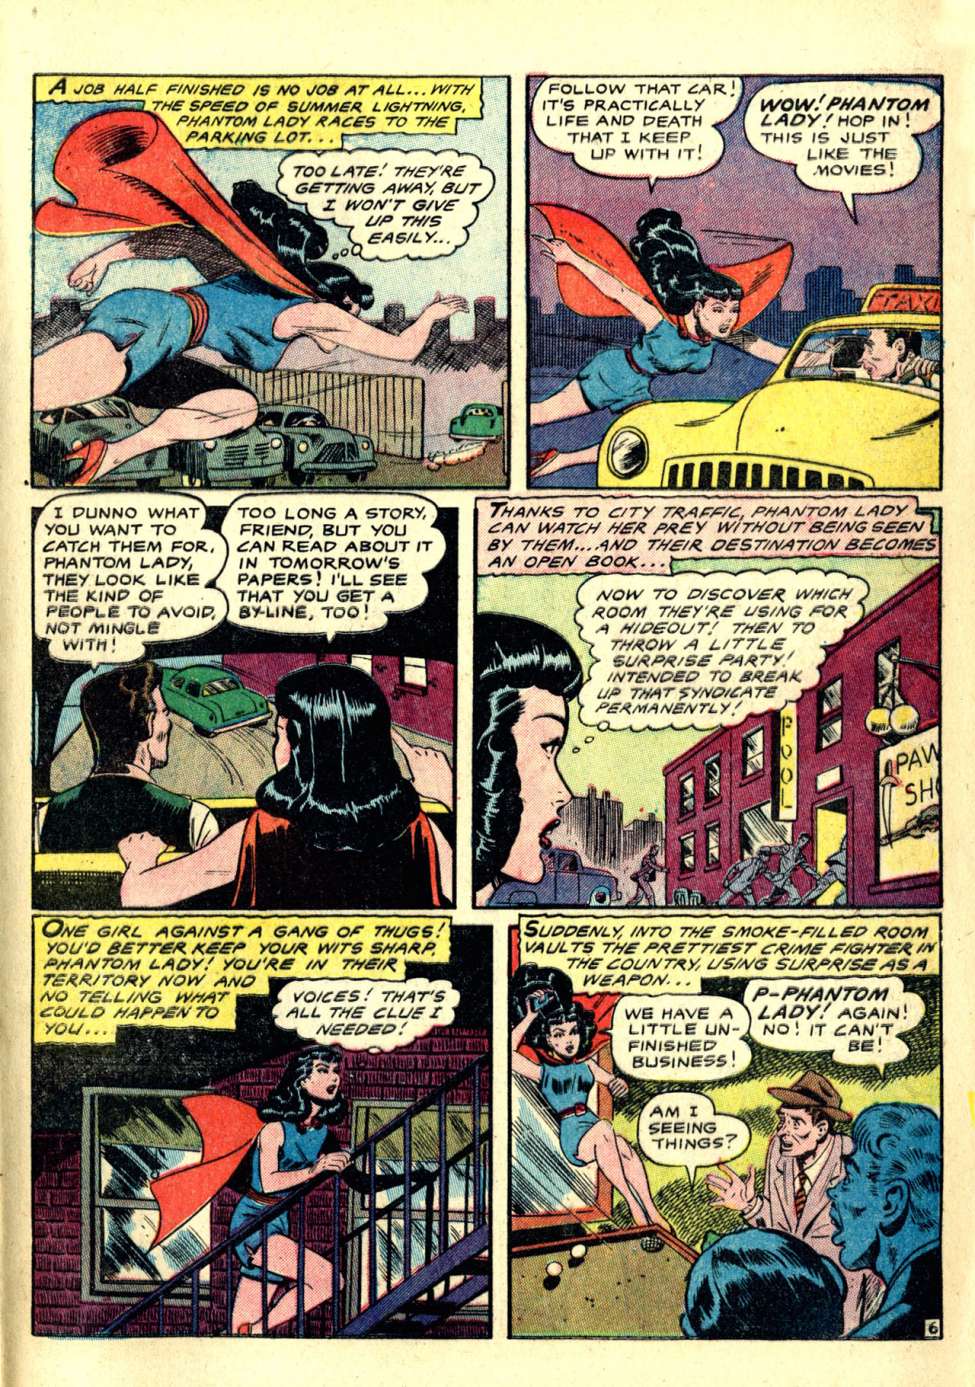 A JOB HALF FINISHED IS NO JOB AT ALL... WITH
THE SPEED OF SUMMER LIGHTNING,
PHANTOM LADY RACES TO THE
PARKING LOT...
TOO LATE! THEY'RE
GETTING AWAY, BUT
I WON'T GIVE
UP THIS
EASILY...
FOLLOW THAT CAR!
IT'S PRACTICALLY
LIFE AND DEATH
THAT I KEEP
UP WITH IT!
WOW! PHANTOM
LADY! HOP IN!
THIS IS JUST
LIKE THE
MOVIES!
TAXI
I DUNNO WHAT
YOU WANT TO
CATCH THEM FOR,
PHANTOM LADY,
THEY LOOK LIKE
THE KIND OF
PEOPLE TO AVOID,
NOT MINGLE
WITH!
TOO LONG A STORY,
FRIEND, BUT YOU
CAN READ ABOUT IT
IN TOMORROW'S
PAPERS! I'LL SEE
THAT YOU GET A
BY-LINE, TOO!
THANKS TO CITY TRAFFIC, PHANTOM LADY
CAN WATCH HER PREY WITHOUT BEING SEEN
BY THEM... AND THEIR DESTINATION BECOMES
AN OPEN BOOK...
NOW TO DISCOVER WHICH
ROOM THEY'RE USING FOR
A HIDEOUT! THEN TO
THROW A LITTLE
SURPRISE PARTY!
INTENDED TO BREAK
UP THAT SYNDICATE
PERMANENTLY!
POOL
PAW
SHO
ONE GIRL AGAINST A GANG OF THUGS!
YOU'D BETTER KEEP YOUR WITS SHARP,
PHANTOM LADY! YOU'RE IN THEIR
TERRITORY NOW AND
NO TELLING WHAT
COULD HAPPEN TO
YOU...
VOICES! THAT'S
ALL THE CLUE I
NEEDED!
SUDDENLY, INTO THE SMOKE-FILLED ROOM
VAULTS THE PRETTIEST CRIME FIGHTER IN
THE COUNTRY, USING SURPRISE AS A
WEAPON...
WE HAVE A
LITTLE UN-
FINISHED
BUSINESS!
P-PHANTOM
LADY! AGAIN!
NO! IT CAN'T
BE!
AM I
SEEING
THINGS?
6